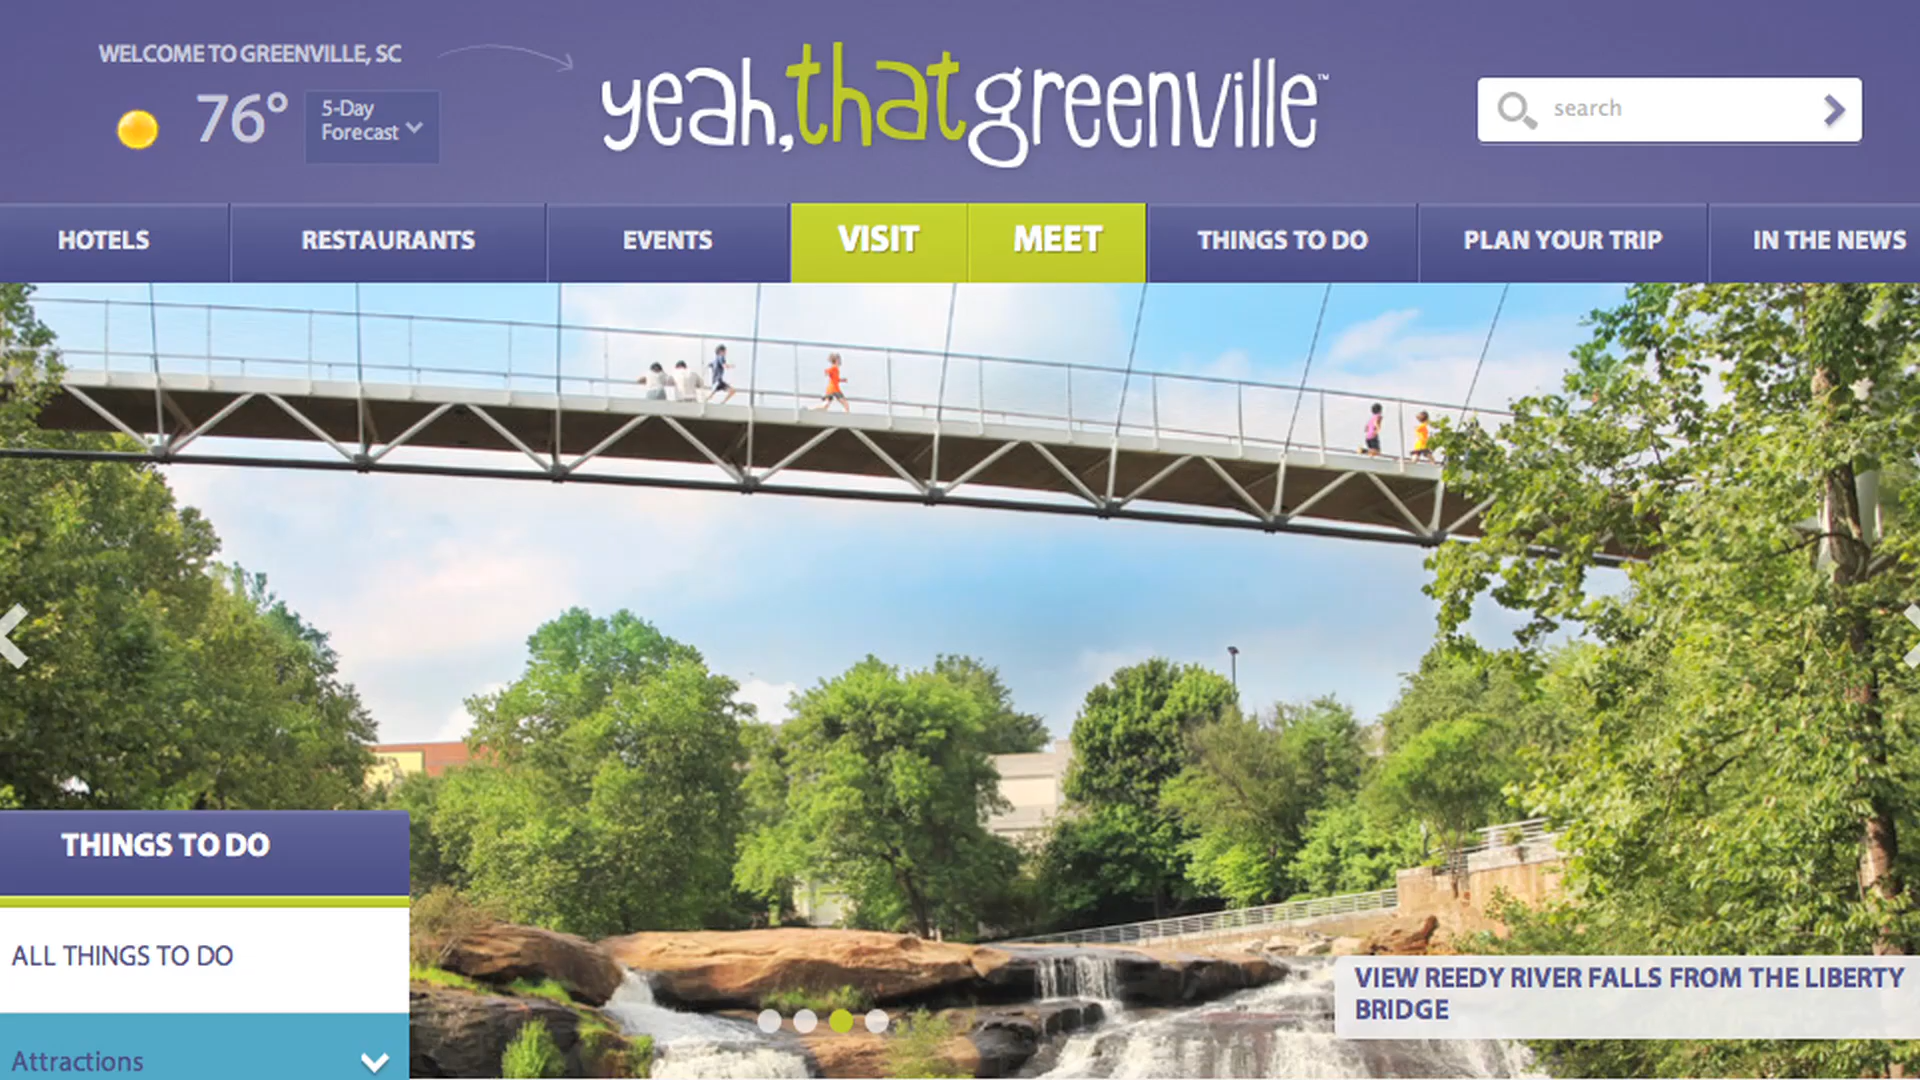 WELCOME TO GREENVILLE, SC
76°
5-Day
Forecast
yeah, that greenville™
search
HOTELS
RESTAURANTS
EVENTS
VISIT
MEET
THINGS TO DO
PLAN YOUR TRIP
IN THE NEWS
THINGS TO DO
ALL THINGS TO DO
Attractions
VIEW REEDY RIVER FALLS FROM THE LIBERTY
BRIDGE